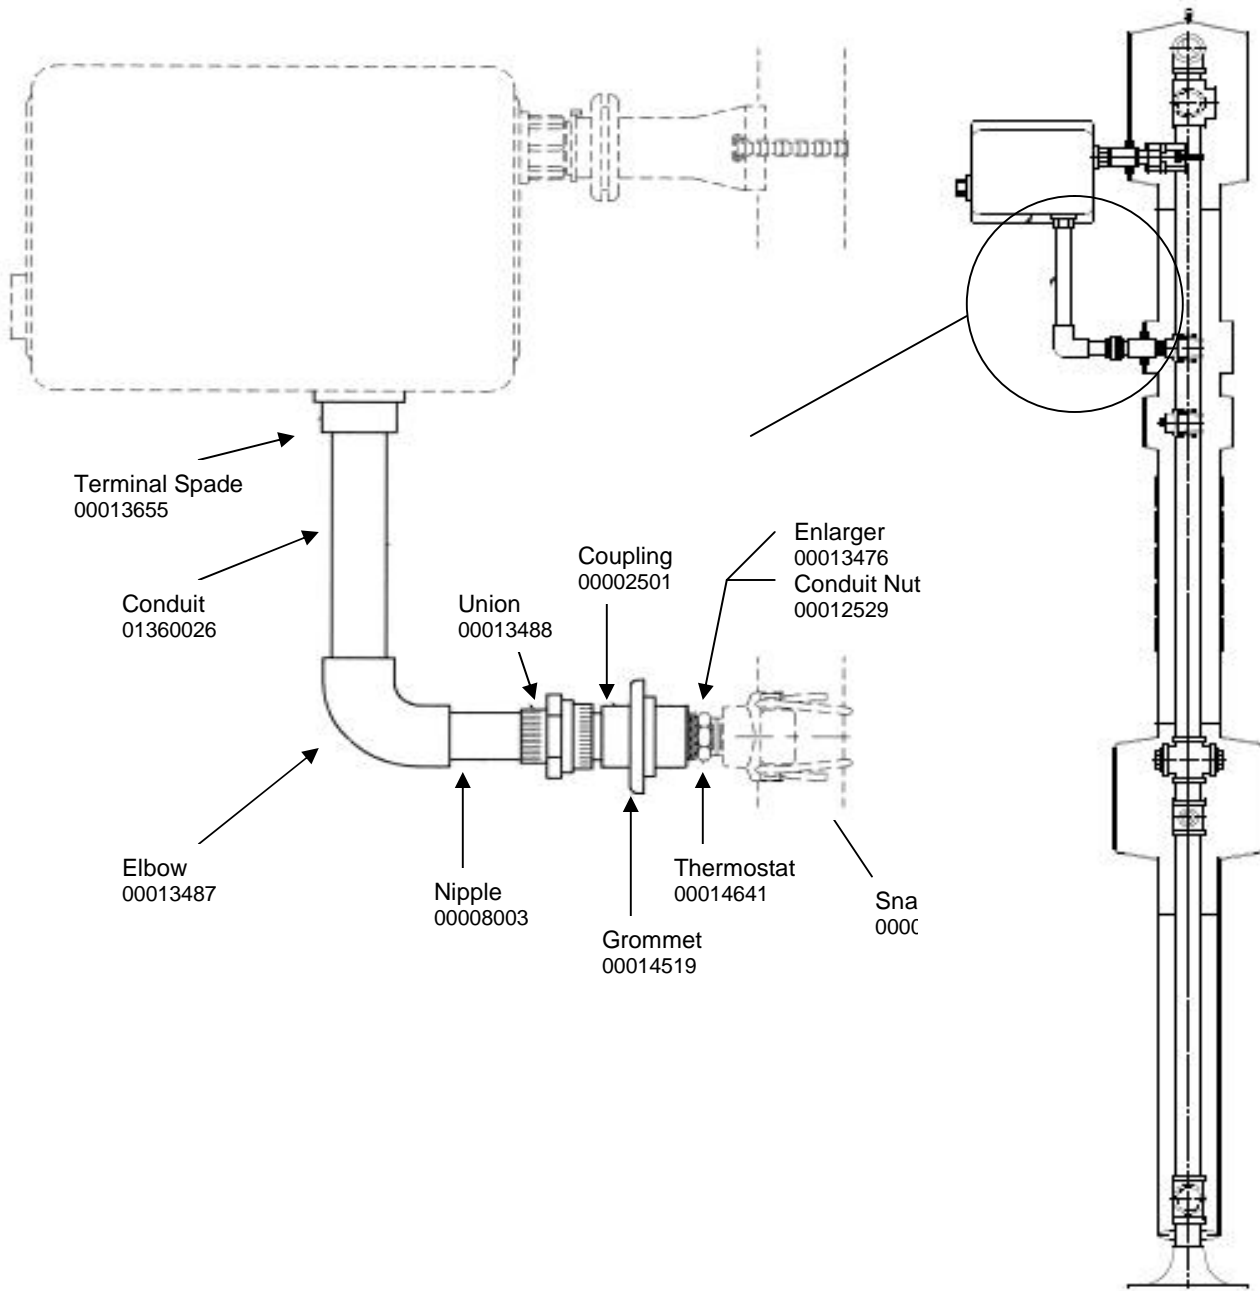 Terminal Spade
00013655
Conduit
01360026
Union
00013488
Coupling
00002501
Enlarger
00013476
Conduit Nut
00012529
Elbow
00013487
Nipple
00008003
Grommet
00014519
Thermostat
00014641
Sna